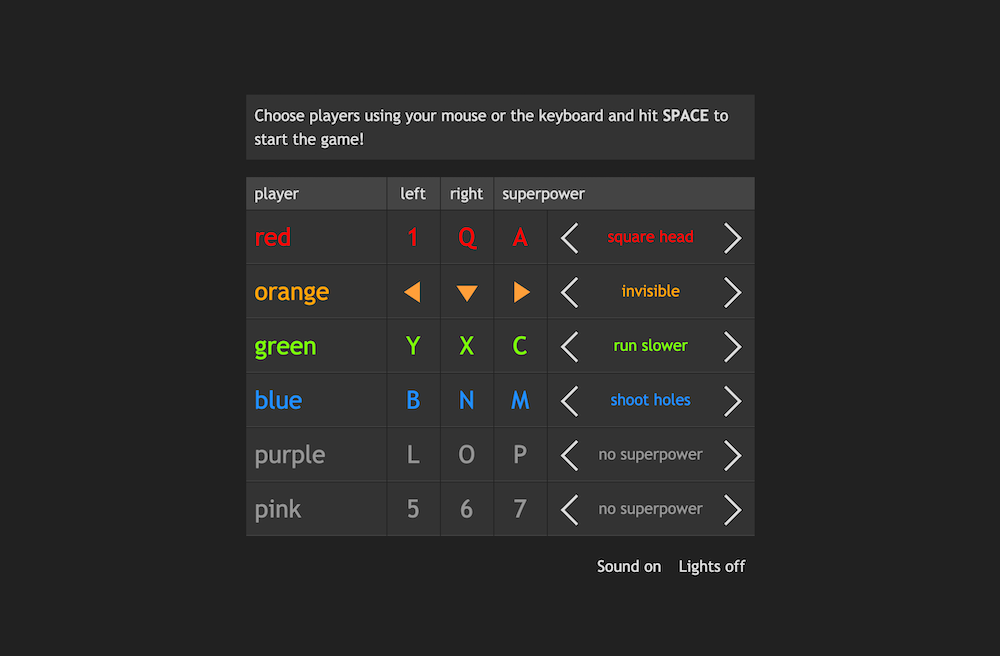 Choose players using your mouse or the keyboard and hit SPACE to
start the game!
player left right superpower
red 1 Q A square head
orange invisible
green Y X C run slower
blue B N M shoot holes
purple L O P no superpower
pink 5 6 7 no superpower
Sound on Lights off